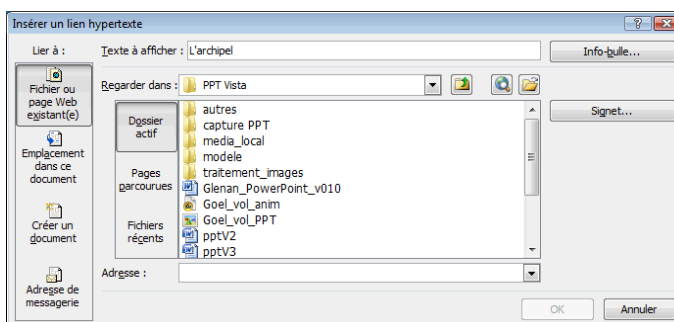 Insérer un lien hypertexte
Lier à :
Texte à afficher : L'archipel
Info-bulle...
Fichier ou
page Web
existant(e)
Regarder dans :
PPT Vista
Dossier
actif
autres
capture PPT
media_local
modele
traitement_images
Glenan_PowerPoint_v010
Goel_vol_anim
Goel_vol_PPT
pptV2
pptV3
Signet...
Emplacement
dans ce
document
Pages
parcourues
Créer un
document
Fichiers
récents
Adresse :
Adresse de
messagerie
OK
Annuler